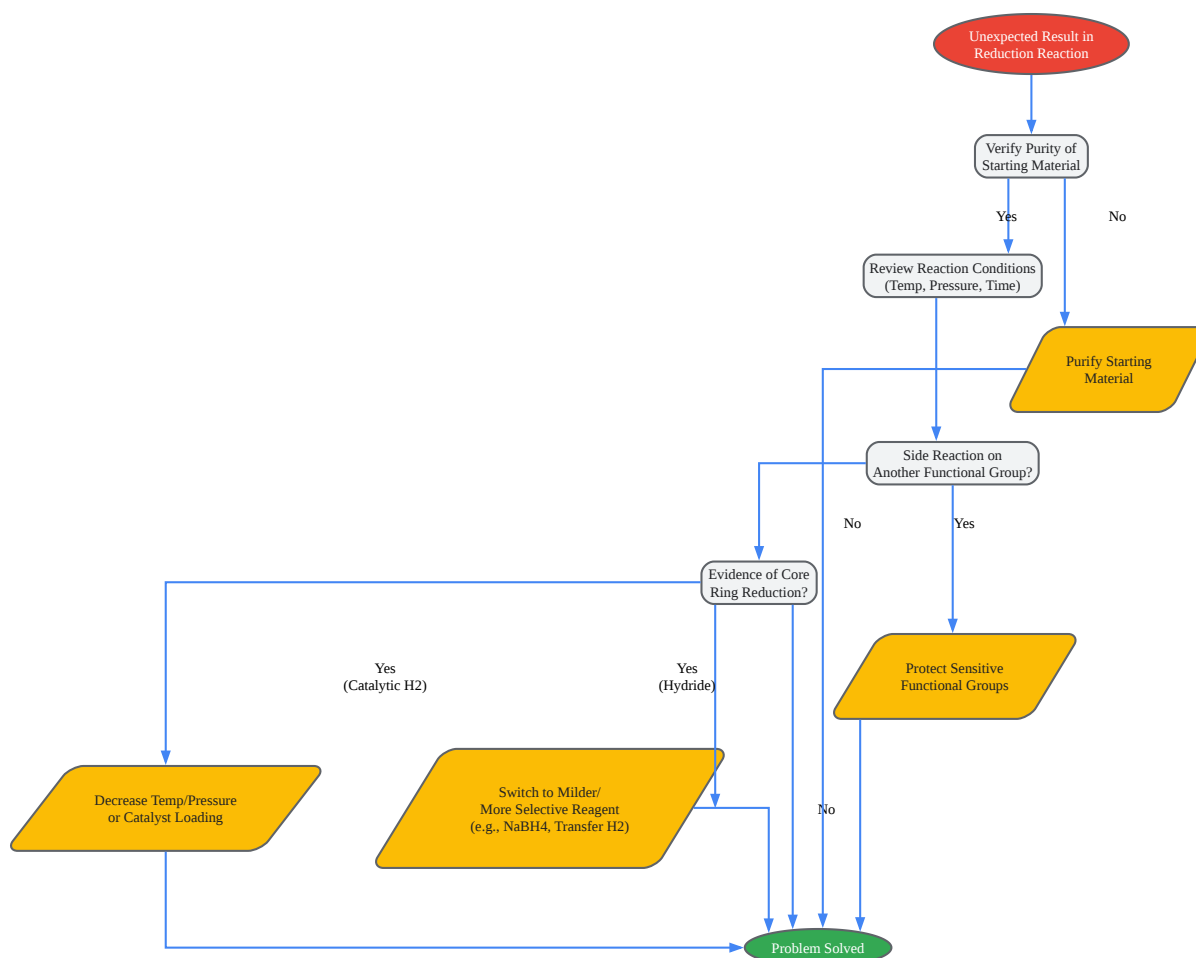 Unexpected Result in
Reduction Reaction
Verify Purity of
Starting Material
Yes
No
Review Reaction Conditions
(Temp, Pressure, Time)
Purify Starting
Material
Side Reaction on
Another Functional Group?
No
Yes
Evidence of Core
Ring Reduction?
Yes
(Catalytic H2)
Yes
(Hydride)
Protect Sensitive
Functional Groups
Decrease Temp/Pressure
or Catalyst Loading
Switch to Milder/
More Selective Reagent
(e.g., NaBH4, Transfer H2)
No
Problem Solved